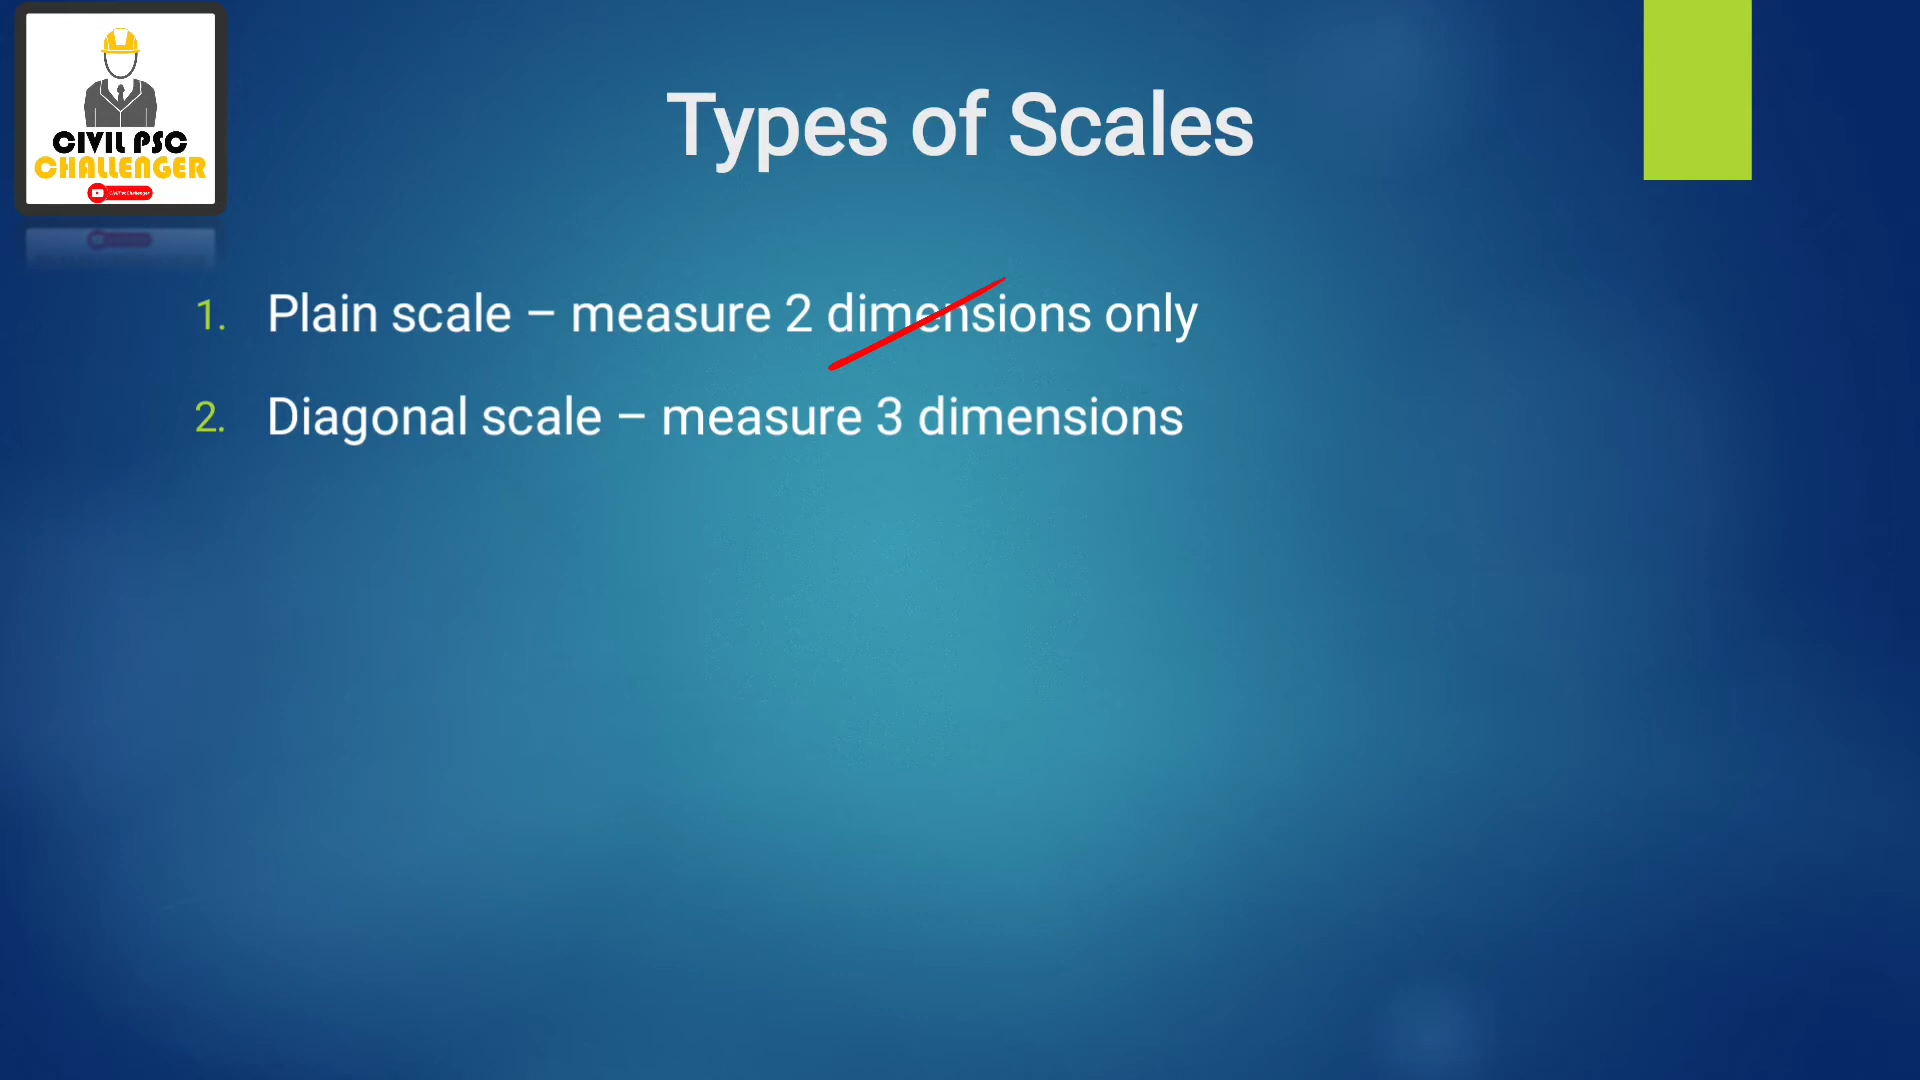 CIVIL PSC
CHALLENGER
Types of Scales
1. Plain scale – measure 2 dimensions only
2. Diagonal scale – measure 3 dimensions